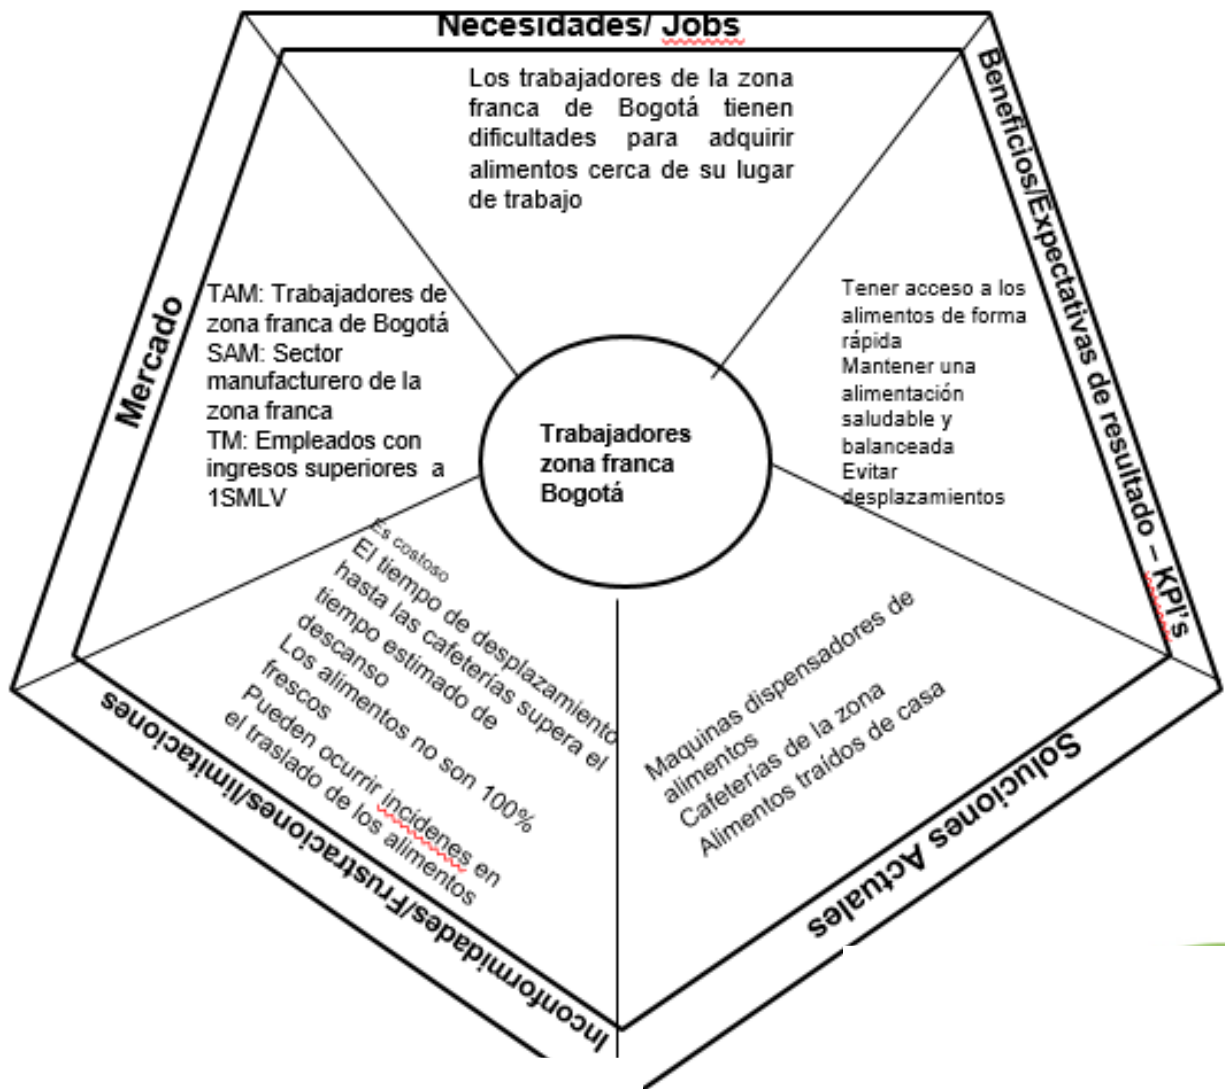 Necesidades/ Jobs
Los trabajadores de la zona
franca de Bogotá tienen
dificultades para adquirir
alimentos cerca de su lugar
de trabajo
Beneficios/Expectativas de resultado – KPI's
Tener acceso a los
alimentos de forma
rápida
Mantener una
alimentación
saludable y
balanceada
Evitar
desplazamientos
Mercado
TAM: Trabajadores de
zona franca de Bogotá
SAM: Sector
manufacturero de la
zona franca
TM: Empleados con
ingresos superiores a
1SMLV
Trabajadores
zona franca
Bogotá
Es costoso
El tiempo de desplazamiento
hasta las cafeterías supera el
tiempo estimado de
descanso
Los alimentos no son 100%
frescos
Pueden ocurrir incídenes en
el traslado de los alimentos
Inconformidades/Frustraciones/limitaciones
Maquinas dispensadores de
alimentos
Cafeterías de la zona
Alimentos traídos de casa
Soluciones Actuales